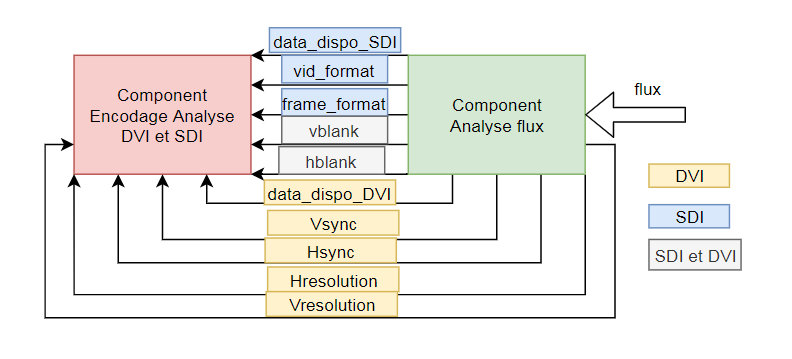 data_dispo_SDI
vid_format
frame_format
vblank
hblank
Component
Encodage Analyse
DVI et SDI
Component
Analyse flux
flux
data_dispo_DVI
Vsync
Hsync
Hresolution
Vresolution
DVI
SDI
SDI et DVI